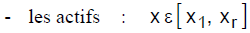 - les actifs : x ε [x₁, xᵣ]